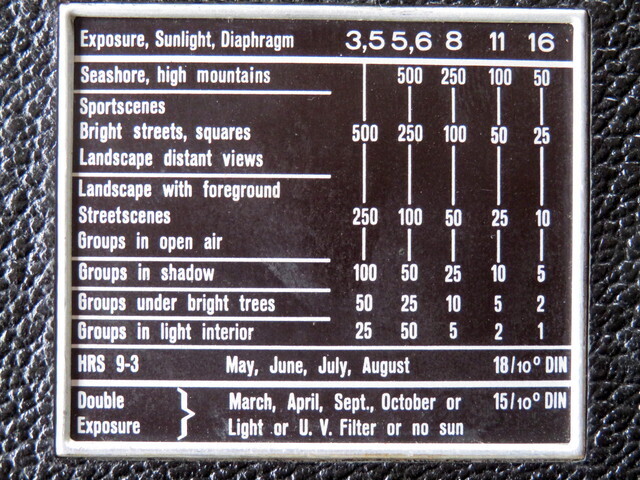 Exposure, Sunlight, Diaphragm 3,5 5,6 8 11 16
Seashore, high mountains 500 250 100 50
Sportscenes
Bright streets, squares 500 250 100 50 25
Landscape distant views
Landscape with foreground
Streetscenes 250 100 50 25 10
Groups in open air
Groups in shadow 100 50 25 10 5
Groups under bright trees 50 25 10 5 2
Groups in light interior 25 50 5 2 1
HRS 9-3 May, June, July, August 18/10° DIN
Double March, April, Sept., October or 15/10° DIN
Exposure Light or U. V. Filter or no sun